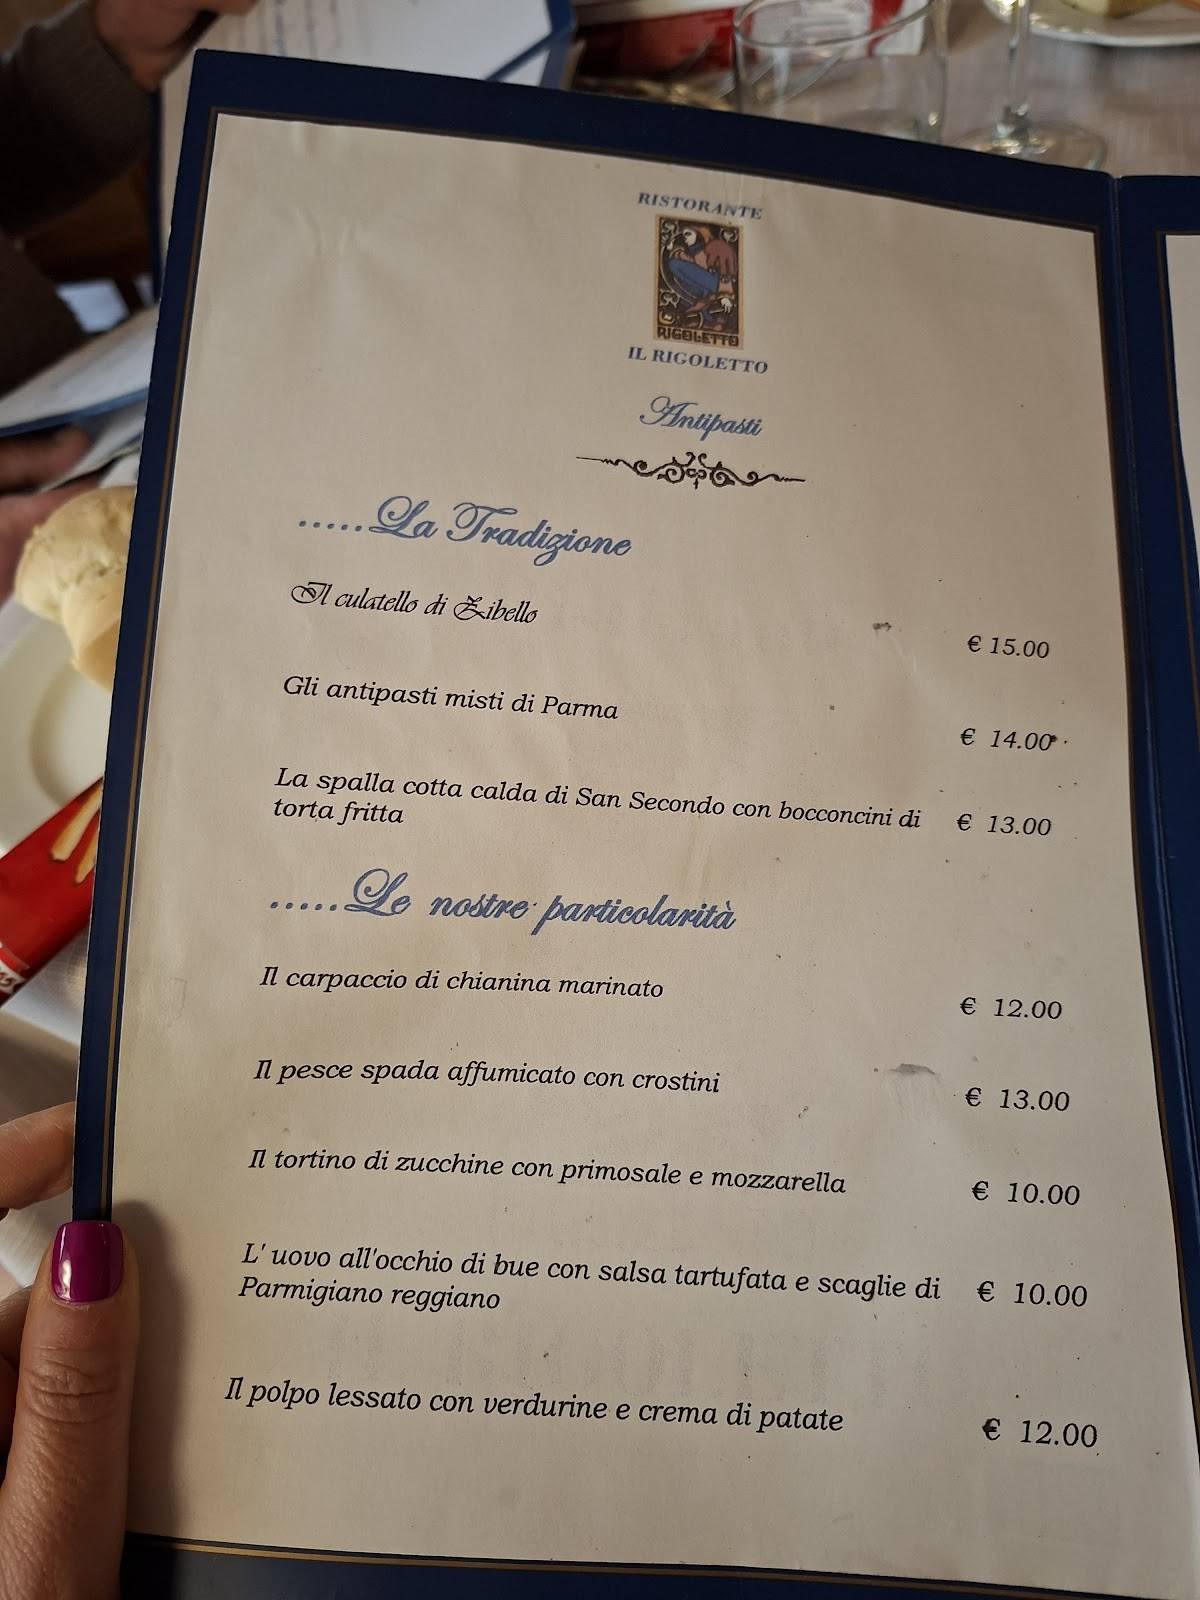 RISTORANTE
RIGOLETTO
IL RIGOLETTO
Antipasti
.....La Tradizione
Il culatello di Zibello
€ 15.00
Gli antipasti misti di Parma
€ 14.00
La spalla cotta calda di San Secondo con bocconcini di € 13.00
torta fritta
.....Le nostre particolarità
Il carpaccio di chianina marinato
€ 12.00
Il pesce spada affumicato con crostini
€ 13.00
Il tortino di zucchine con primosale e mozzarella
€ 10.00
L' uovo all'occhio di bue con salsa tartufata e scaglie di € 10.00
Parmigiano reggiano
Il polpo lessato con verdurine e crema di patate
€ 12.00